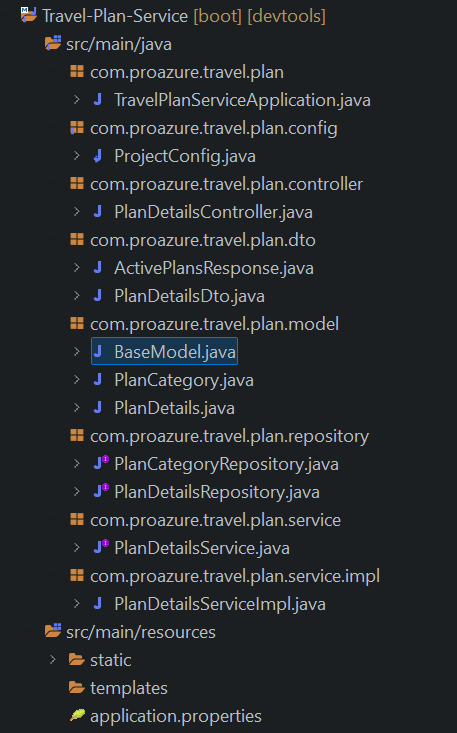 Travel-Plan-Service [boot] [devtools]
src/main/java
com.proazure.travel.plan
TravelPlanServiceApplication.java
com.proazure.travel.plan.config
ProjectConfig.java
com.proazure.travel.plan.controller
PlanDetailsController.java
com.proazure.travel.plan.dto
ActivePlansResponse.java
PlanDetailsDto.java
com.proazure.travel.plan.model
BaseModel.java
PlanCategory.java
PlanDetails.java
com.proazure.travel.plan.repository
PlanCategoryRepository.java
PlanDetailsRepository.java
com.proazure.travel.plan.service
PlanDetailsService.java
com.proazure.travel.plan.service.impl
PlanDetailsServiceImpl.java
src/main/resources
static
templates
application.properties